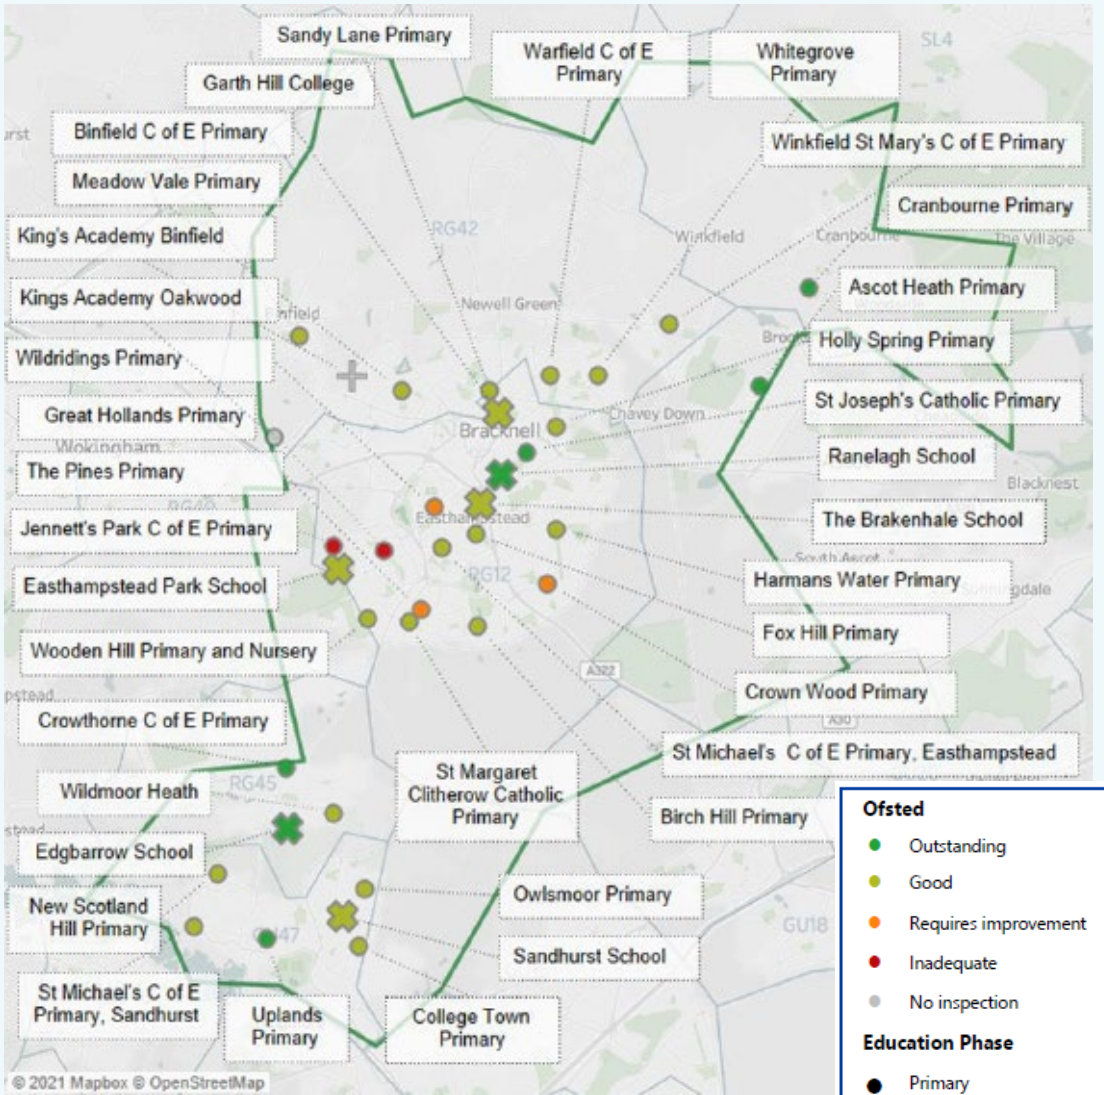 Sandy Lane Primary
Warfield C of E
Primary
Whitegrove
Primary
SL4
Garth Hill College
Binfield C of E Primary
Winkfield St Mary's C of E Primary
Meadow Vale Primary
Cranbourne Primary
King's Academy Binfield
RG42
Winkfield
Cranbourne
The Village
Kings Academy Oakwood
Newell Green
Ascot Heath Primary
nfield
Wildridings Primary
Holly Spring Primary
Great Hollands Primary
Chavey Down
St Joseph's Catholic Primary
Wokingham
Bracknell
The Pines Primary
Ranelagh School
Blacknest
RG40
Jennett's Park C of E Primary
Easthampstead
The Brakenhale School
South Ascot
Easthampstead Park School
RG12
Harmans Water Primary
Fox Hill Primary
Wooden Hill Primary and Nursery
A322
Crown Wood Primary
A30
pstead
Crowthorne C of E Primary
St Michael's C of E Primary, Easthampstead
RG45
Wildmoor Heath
St Margaret
Clitherow Catholic
Primary
Birch Hill Primary
Edgbarrow School
New Scotland
Hill Primary
Owlsmoor Primary
GU47
GU18
Sandhurst School
St Michael's C of E
Primary, Sandhurst
Uplands
Primary
College Town
Primary
© 2021 Mapbox © OpenStreetMap
Ofsted
Outstanding
Good
Requires improvement
Inadequate
No inspection
Education Phase
Primary